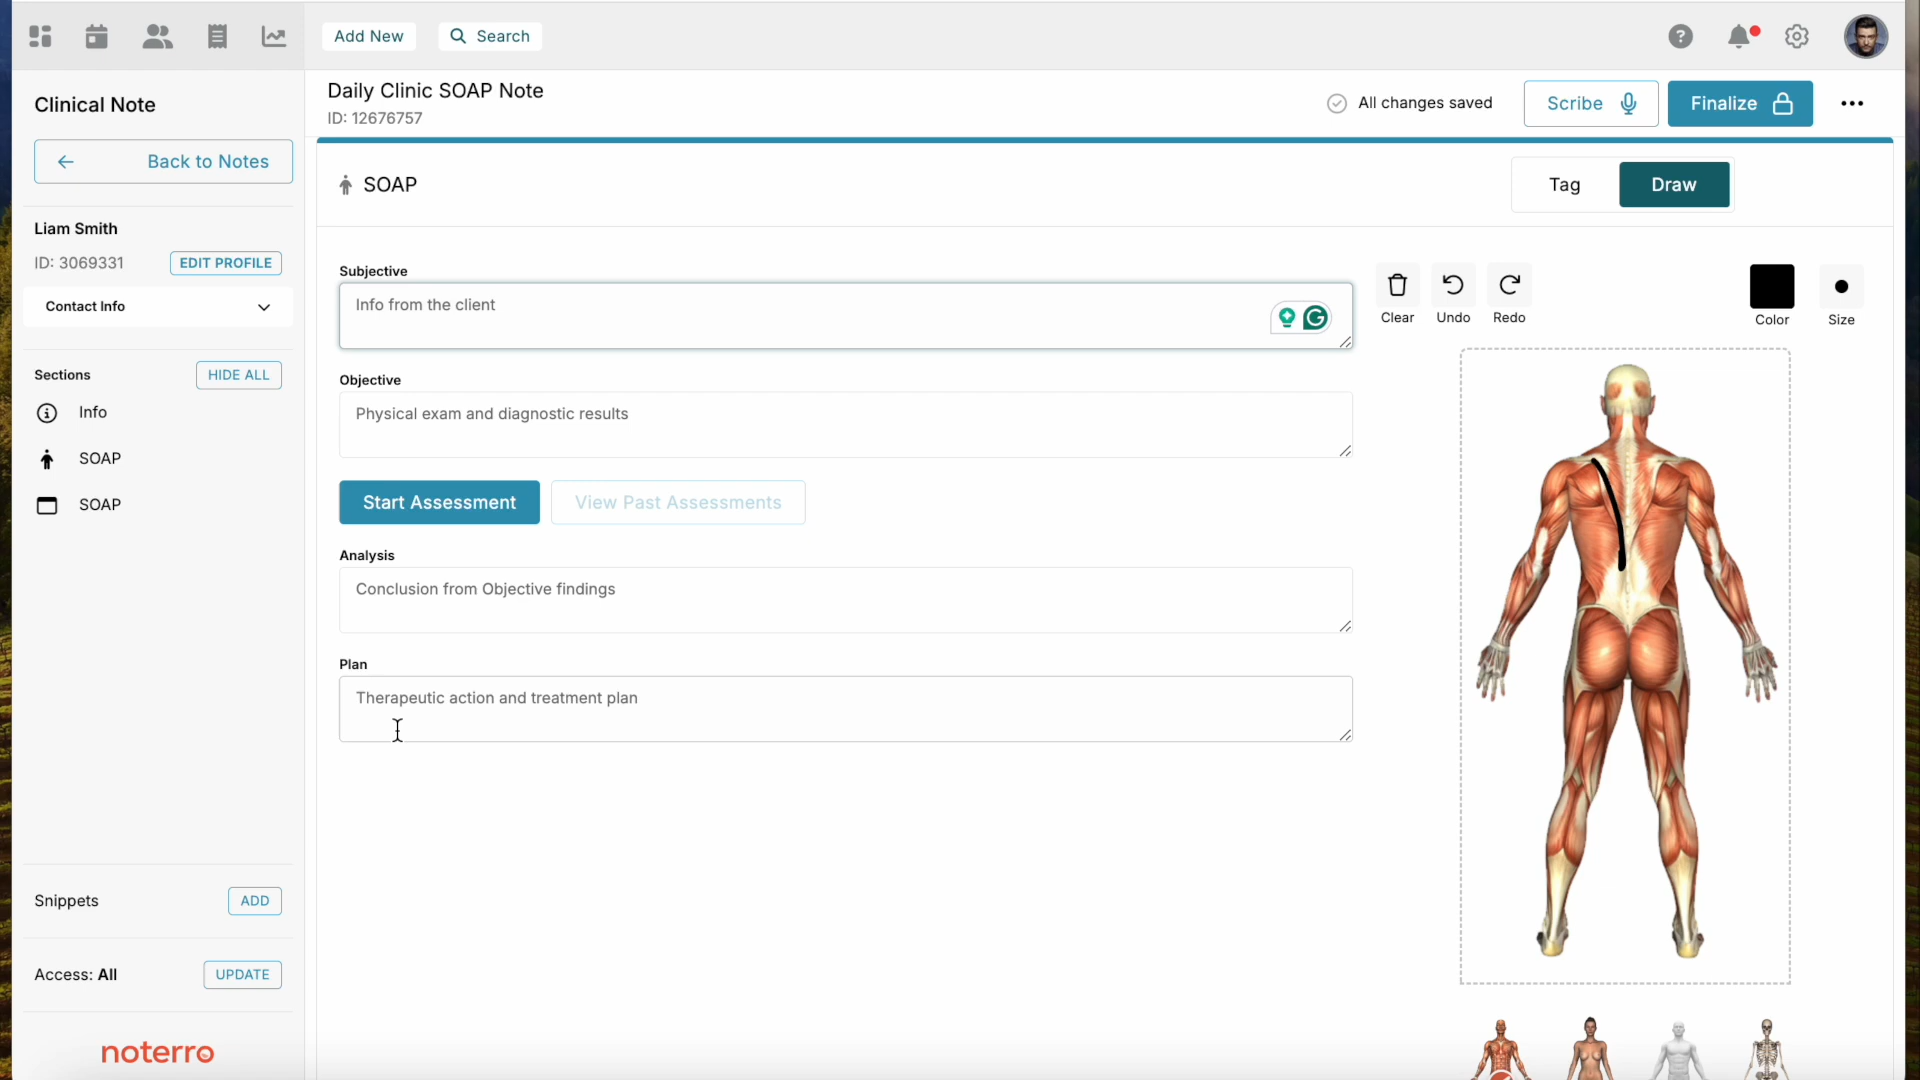 Add New
Search
Clinical Note
Back to Notes
Liam Smith
ID: 3069331
EDIT PROFILE
Contact Info
Sections
HIDE ALL
Info
SOAP
SOAP
Snippets
ADD
Access: All
UPDATE
noterro
Daily Clinic SOAP Note
ID: 12676757
All changes saved
Scribe
Finalize
SOAP
Tag
Draw
Subjective
Info from the client
Objective
Physical exam and diagnostic results
Start Assessment
View Past Assessments
Analysis
Conclusion from Objective findings
Plan
Therapeutic action and treatment plan
Clear
Undo
Redo
Color
Size